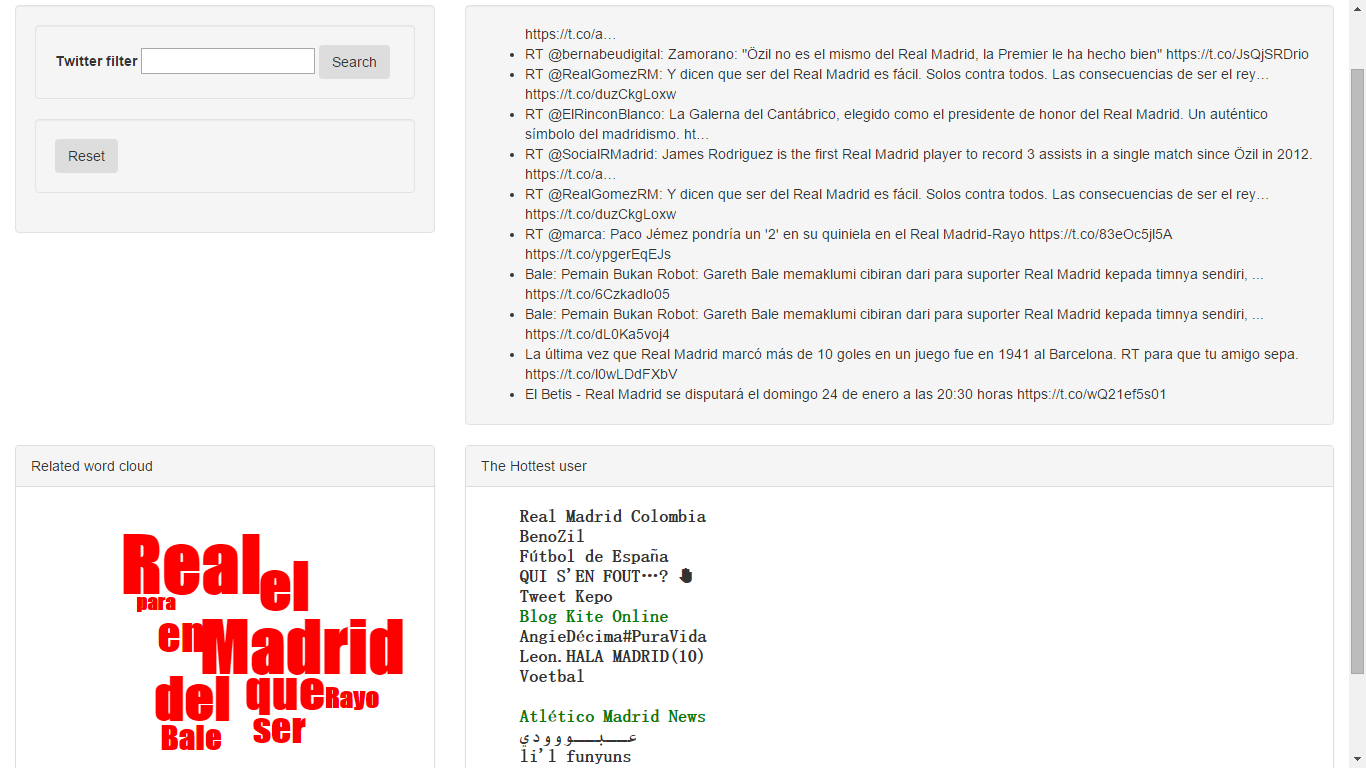 Twitter filter Search
Reset
https://t.co/a…
RT @bernabeudigital: Zamorano: "Özil no es el mismo del Real Madrid, la Premier le ha hecho bien" https://t.co/JsQjSRDrio
RT @RealGomezRM: Y dicen que ser del Real Madrid es fácil. Solos contra todos. Las consecuencias de ser el rey…
https://t.co/duzCkgLoxw
RT @ElRinconBlanco: La Galerna del Cantábrico, elegido como el presidente de honor del Real Madrid. Un auténtico
símbolo del madridismo. ht…
RT @SocialRMadrid: James Rodriguez is the first Real Madrid player to record 3 assists in a single match since Özil in 2012.
https://t.co/a…
RT @RealGomezRM: Y dicen que ser del Real Madrid es fácil. Solos contra todos. Las consecuencias de ser el rey…
https://t.co/duzCkgLoxw
RT @marca: Paco Jémez pondría un '2' en su quiniela en el Real Madrid-Rayo https://t.co/83eOc5jI5A
https://t.co/ypgerEqEJs
Bale: Pemain Bukan Robot: Gareth Bale memaklumi cibiran dari para suporter Real Madrid kepada timnya sendiri, ...
https://t.co/6Czkadlo05
Bale: Pemain Bukan Robot: Gareth Bale memaklumi cibiran dari para suporter Real Madrid kepada timnya sendiri, ...
https://t.co/dL0Ka5voj4
La última vez que Real Madrid marcó más de 10 goles en un juego fue en 1941 al Barcelona. RT para que tu amigo sepa.
https://t.co/I0wLDdFXbV
El Betis - Real Madrid se disputará el domingo 24 de enero a las 20:30 horas https://t.co/wQ21ef5s01
Related word cloud
Real
el
para
en
Madrid
del
que
Rayo
ser
Bale
The Hottest user
Real Madrid Colombia
BenoZil
Fútbol de España
QUI S'EN FOUT…?
Tweet Kepo
Blog Kite Online
AngieDécima#PuraVida
Leon.HALA MADRID(10)
Voetbal
Atlético Madrid News
عـــبـــووودي
li'l funyuns